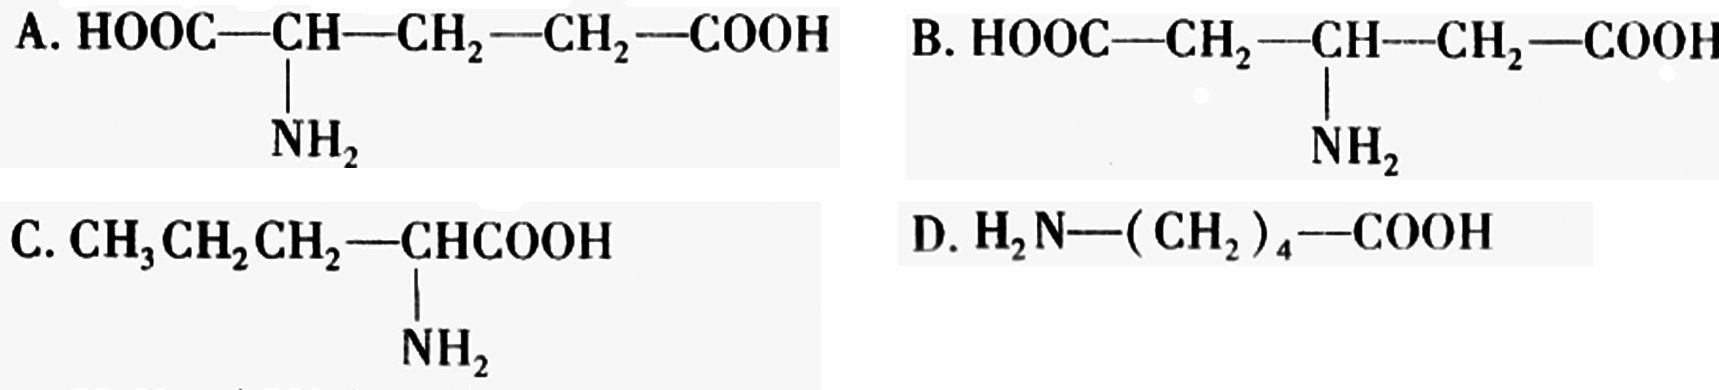 A. HOOC—CH—CH₂—CH₂—COOH
NH₂
B. HOOC—CH₂—CH—CH₂—COOH
NH₂
C. CH₃CH₂CH₂—CHCOOH
NH₂
D. H₂N—(CH₂)₄—COOH